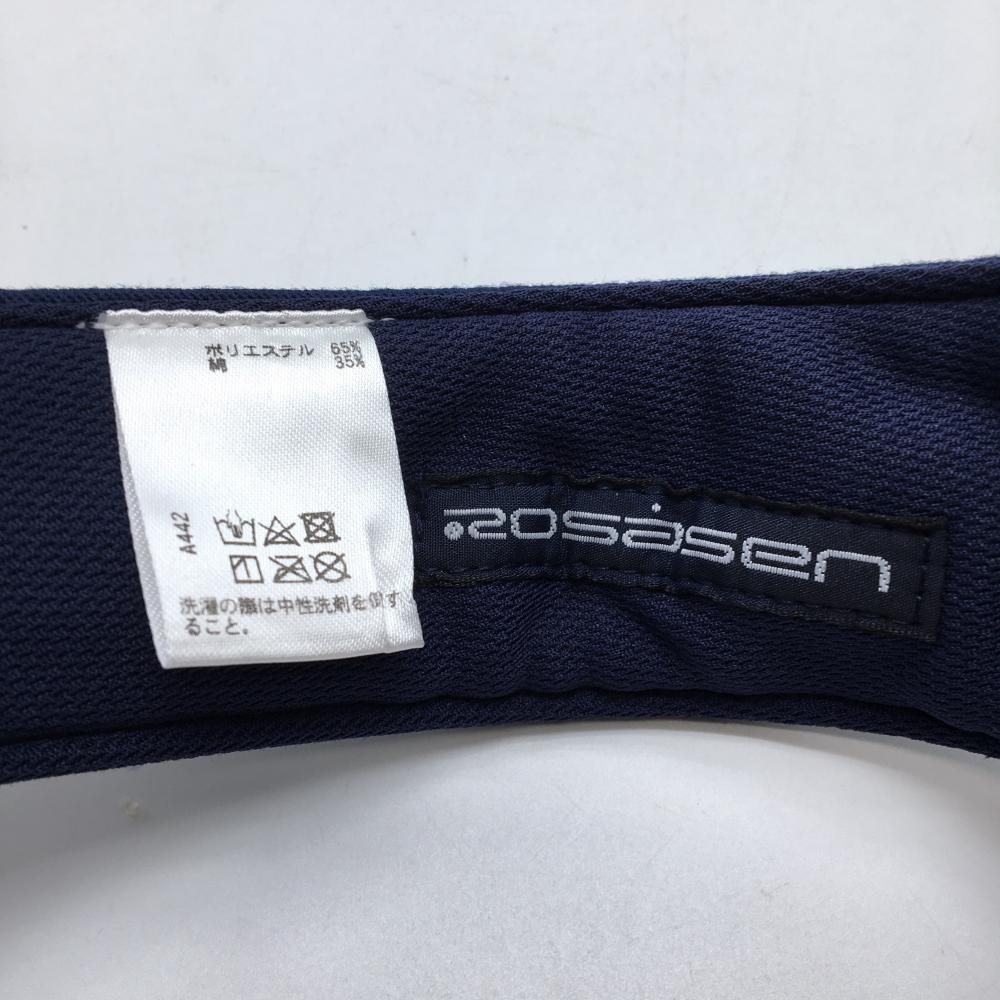 ポリエステル 65%
綿 35%
A442
洗濯の際は中性洗剤を使す
ること。
rosasen